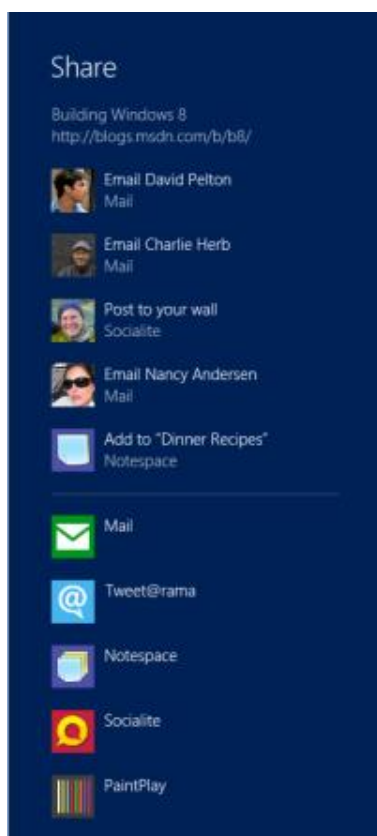 Share
Building Windows 8
http://blogs.msdn.com/b/b8/
Email David Pelton
Mail
Email Charlie Herb
Mail
Post to your wall
Socialite
Email Nancy Andersen
Mail
Add to "Dinner Recipes"
Notespace
Mail
Tweet@rama
Notespace
Socialite
PaintPlay